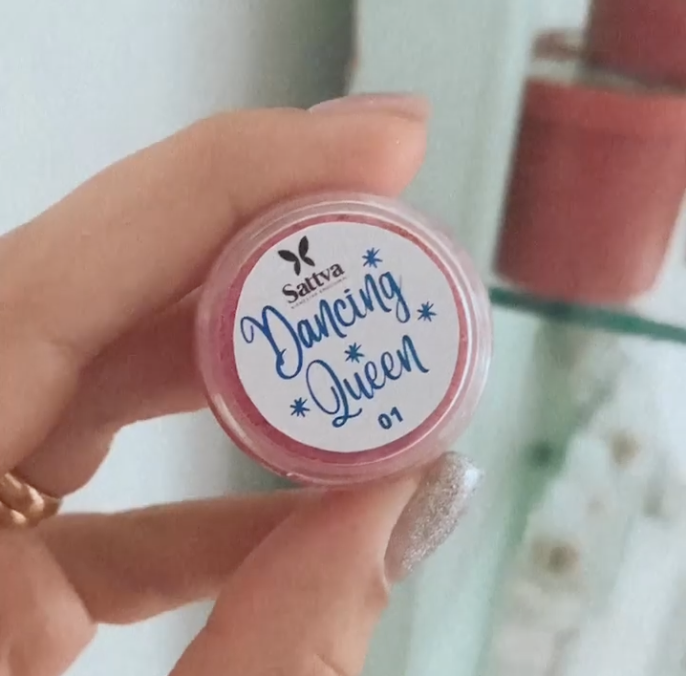 Sattva
Dancing
Queen
01